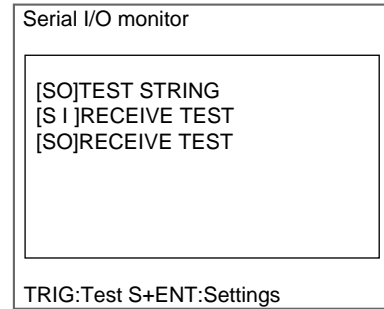 Serial I/O monitor
[SO]TEST STRING
[S I ]RECEIVE TEST
[SO]RECEIVE TEST
TRIG:Test S+ENT:Settings